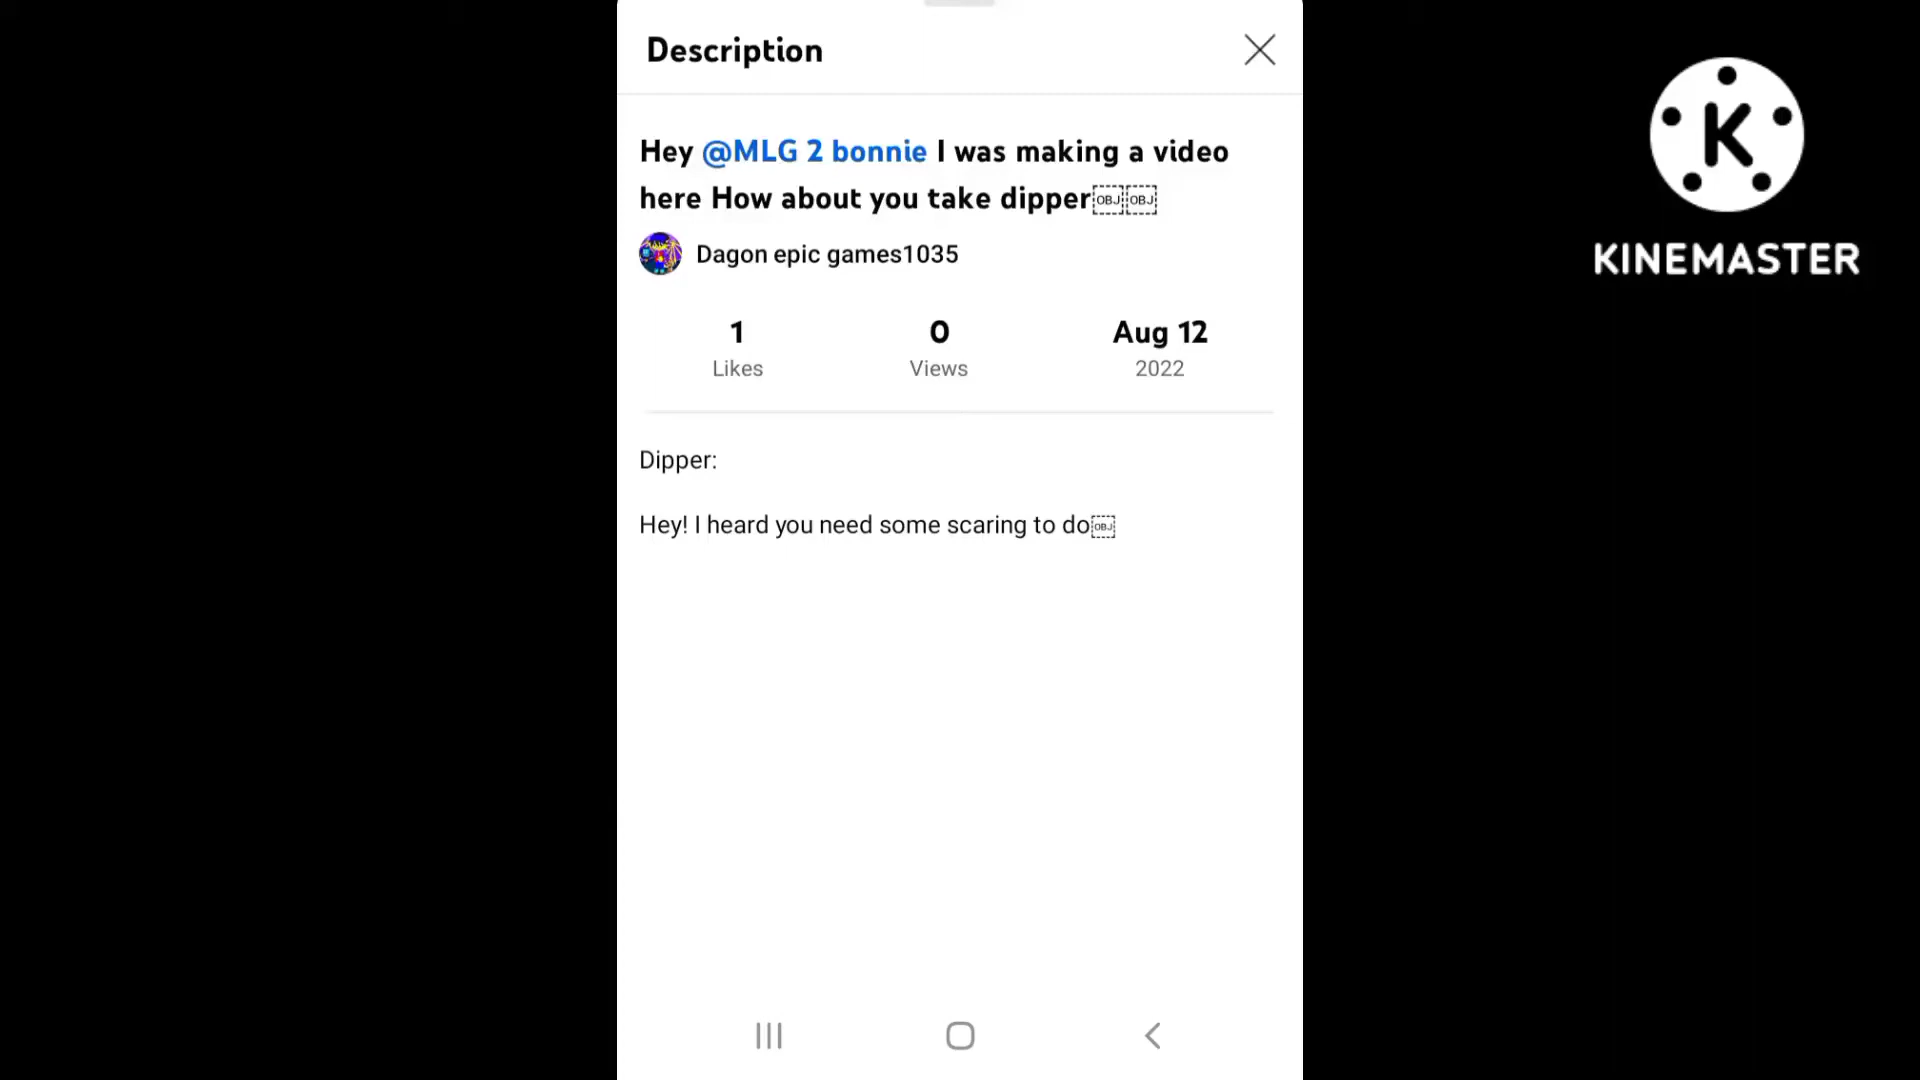 Description
Hey @MLG 2 bonnie I was making a video
here How about you take dipper￼￼
Dagon epic games1035
1 0 Aug 12
Likes Views 2022
Dipper:
Hey! I heard you need some scaring to do￼
K
KINEMASTER